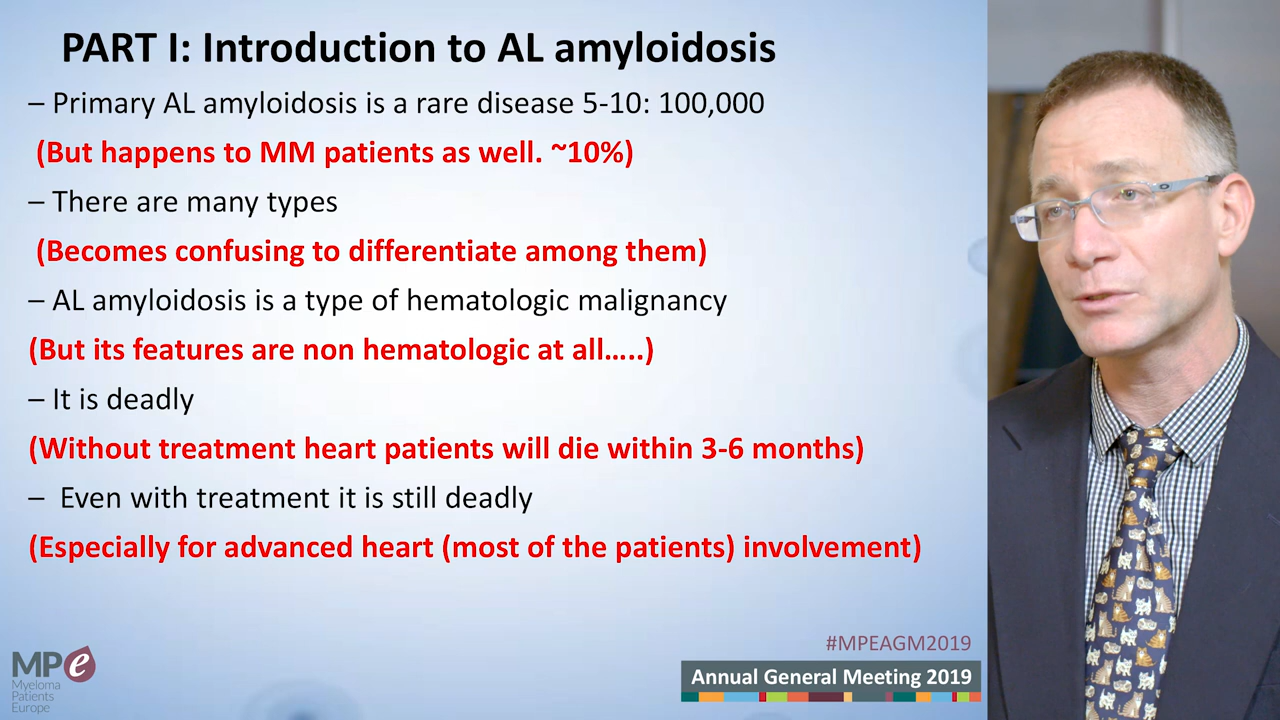 PART I: Introduction to AL amyloidosis
– Primary AL amyloidosis is a rare disease 5-10: 100,000
(But happens to MM patients as well. ~10%)
– There are many types
(Becomes confusing to differentiate among them)
– AL amyloidosis is a type of hematologic malignancy
(But its features are non hematologic at all…..)
– It is deadly
(Without treatment heart patients will die within 3-6 months)
– Even with treatment it is still deadly
(Especially for advanced heart (most of the patients) involvement)
#MPEAGM2019
Annual General Meeting 2019
MPe
Myeloma
Patients
Europe